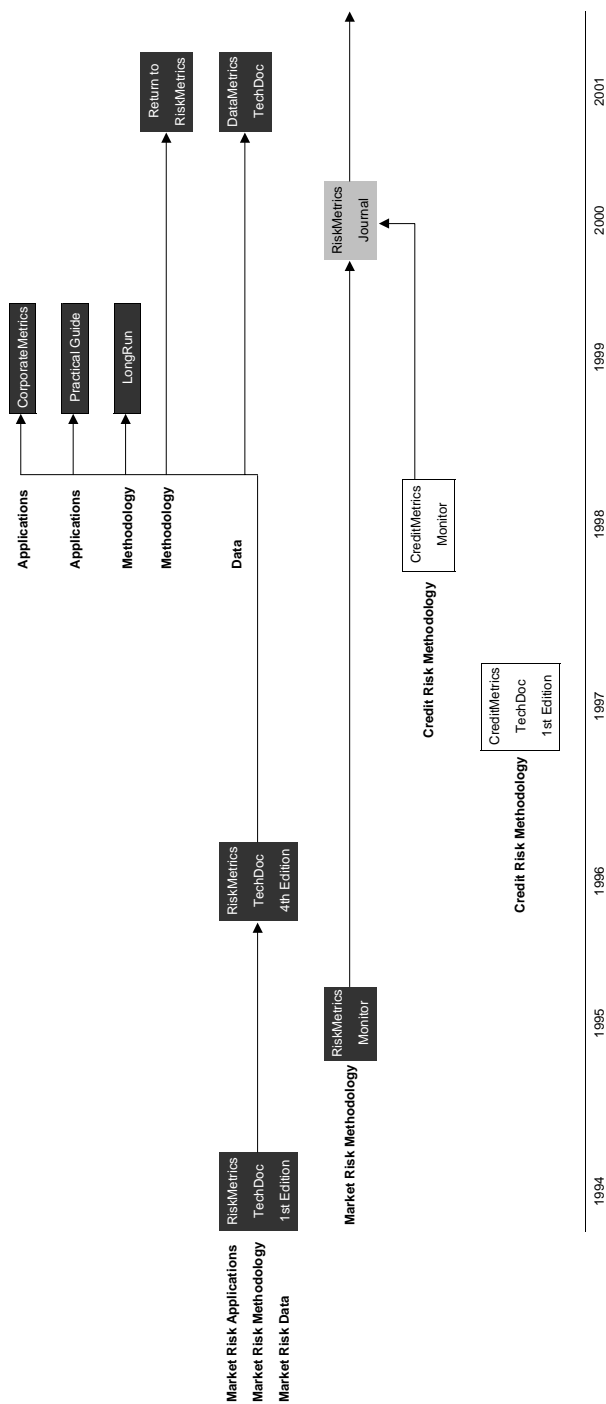 Applications
CorporateMetrics
Applications
Practical Guide
Methodology
LongRun
Methodology
Return to
RiskMetrics
Market Risk Applications
Market Risk Methodology
Market Risk Data
RiskMetrics
TechDoc
1st Edition
RiskMetrics
TechDoc
4th Edition
Data
DataMetrics
TechDoc
Market Risk Methodology
RiskMetrics
Monitor
RiskMetrics
Journal
Credit Risk Methodology
CreditMetrics
Monitor
Credit Risk Methodology
CreditMetrics
TechDoc
1st Edition
1994
1995
1996
1997
1998
1999
2000
2001